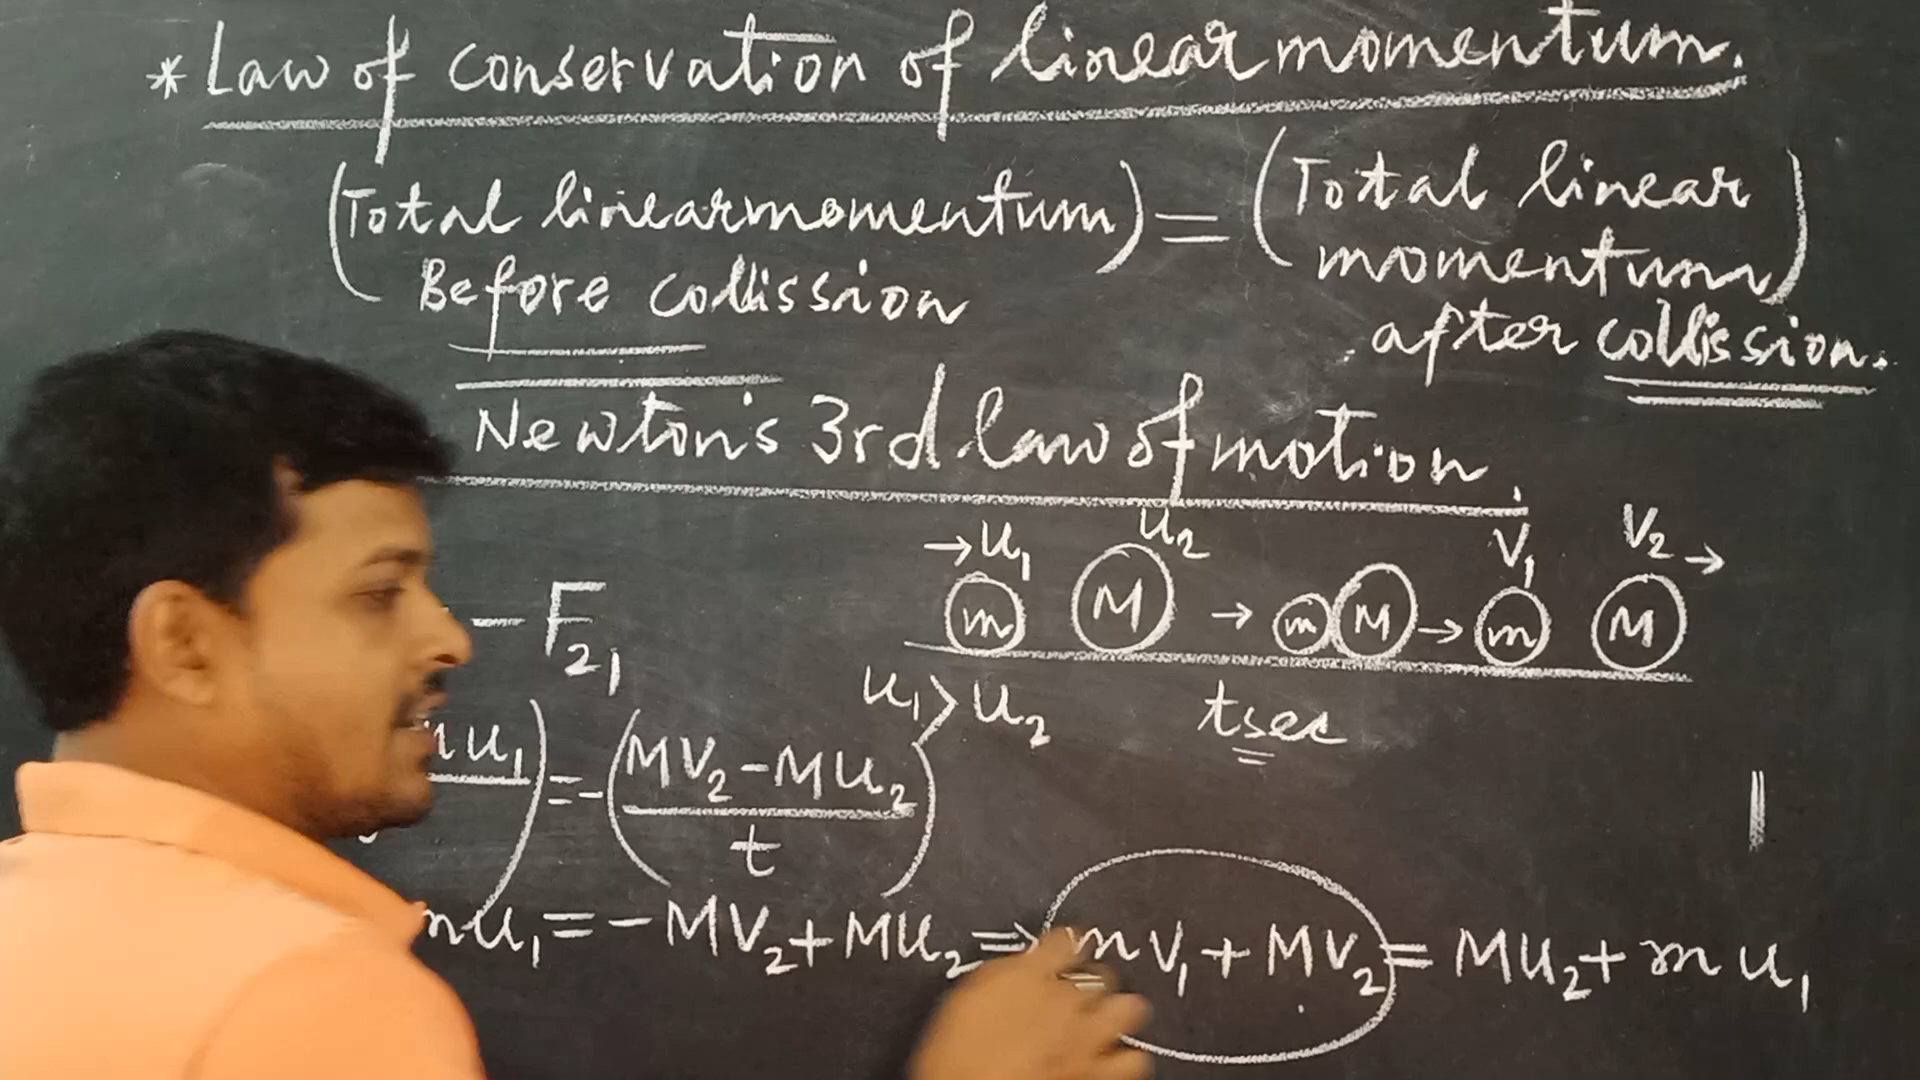 * Law of conservation of linear momentum.
(Total linear momentum) = (Total linear
Before collission
momentum)
after collission.
Newton's 3rd law of motion.
→u₁ u₂ V₁ V₂→
m M → m M → m M
- F₂₁
u₁ > u₂ tsec
u₁) = -(MV₂ - MU₂
t)
mu₁ = - MV₂ + MU₂ ⇒ mV₁ + MV₂ = MU₂ + mu₁